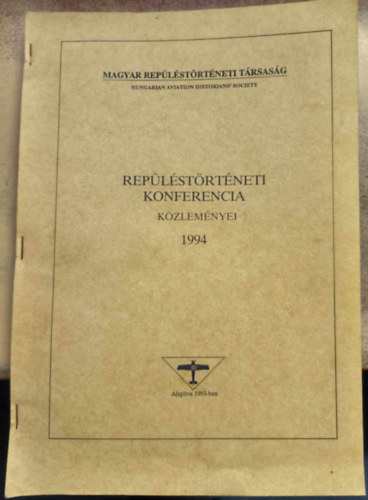 MAGYAR REPÜLÉSTÖRTÉNETI TÁRSASÁG
HUNGARIAN AVIATION HISTORIANS' SOCIETY
REPÜLÉSTÖRTÉNETI
KONFERENCIA
KÖZLEMÉNYEI
1994
Alapítva 1993-ban